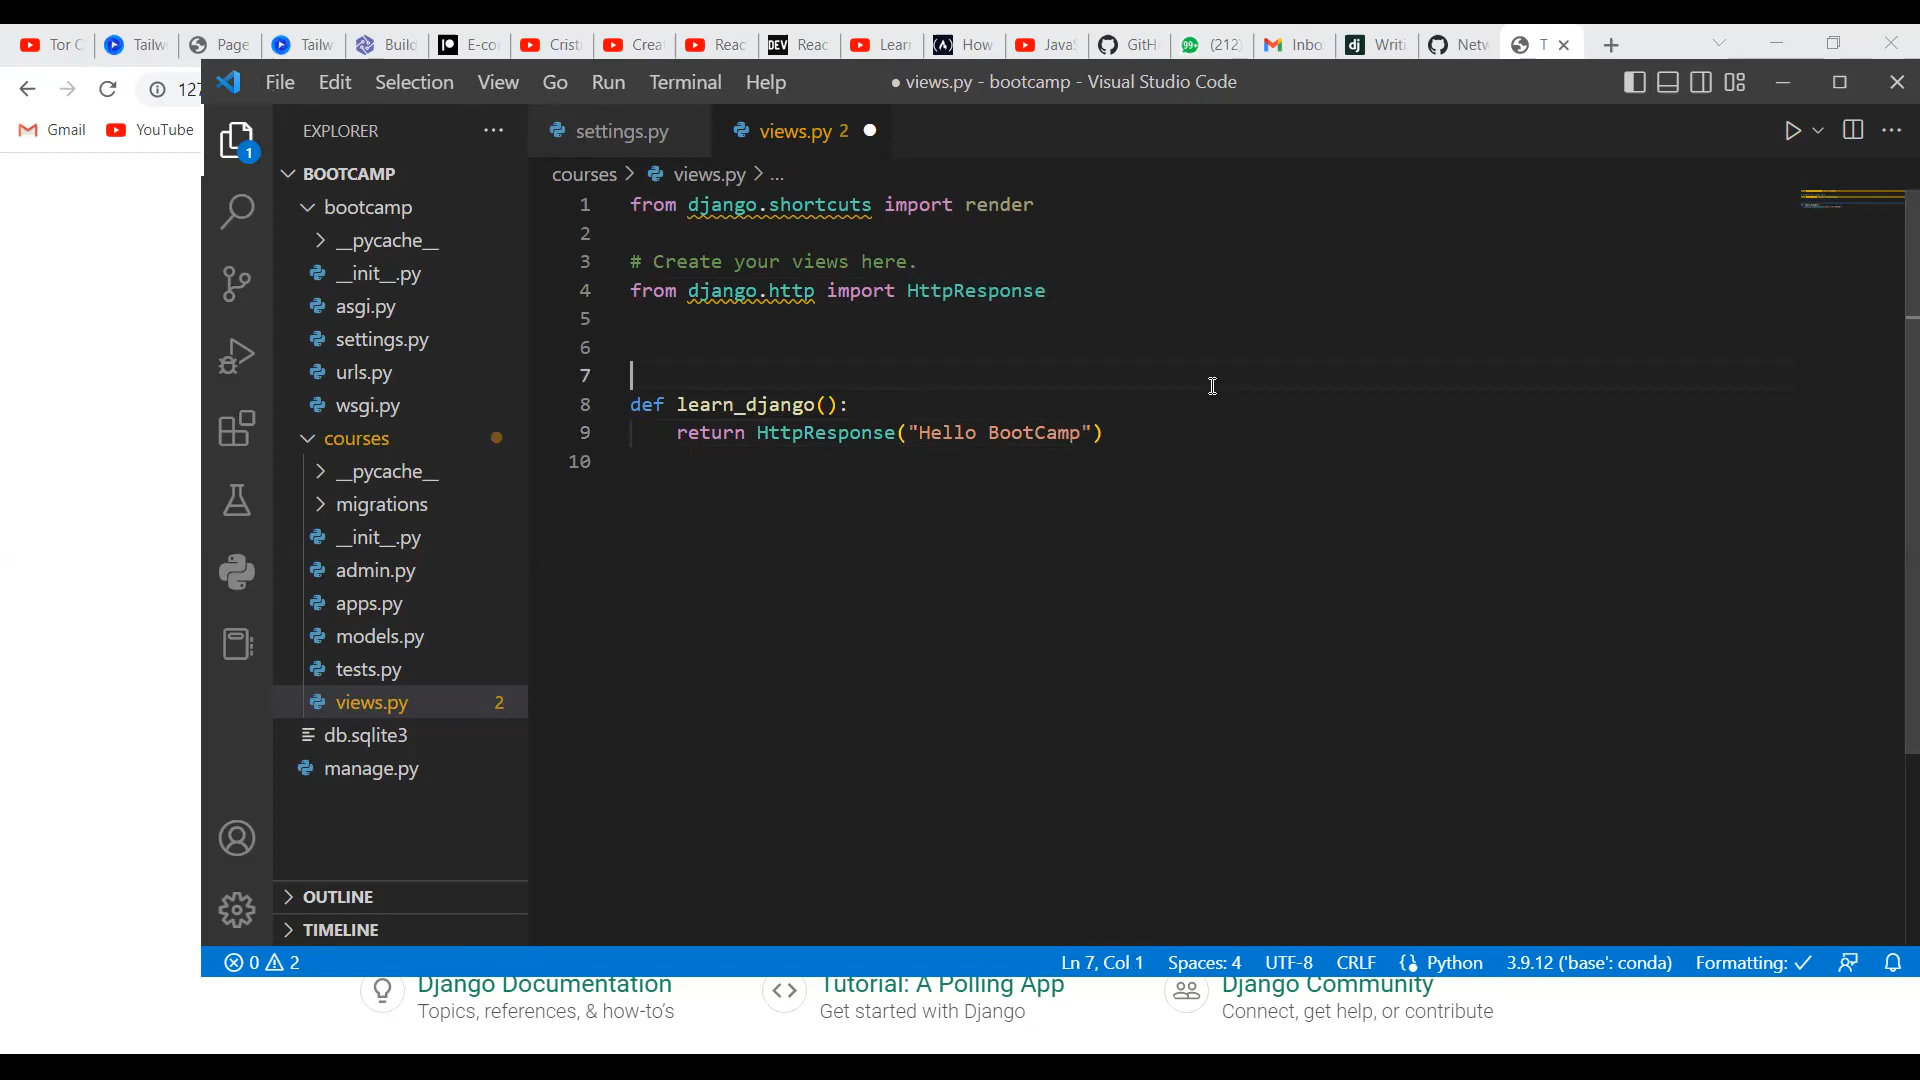 Tor C
Tailw
Page
Tailw
Build
E-co
Crist
Crea
Reac
DEV
Reac
Lear
How
Java
GitH
99+
(212)
Inbo
dj
Writi
Netw
T
127
Gmail
YouTube
File Edit Selection View Go Run Terminal Help
● views.py - bootcamp - Visual Studio Code
1
EXPLORER
settings.py
views.py 2
BOOTCAMP
bootcamp
__pycache__
__init__.py
asgi.py
settings.py
urls.py
wsgi.py
courses
__pycache__
migrations
__init__.py
admin.py
apps.py
models.py
tests.py
views.py 2
db.sqlite3
manage.py
OUTLINE
TIMELINE
courses > views.py > ...
1 from django.shortcuts import render
2
3 # Create your views here.
4 from django.http import HttpResponse
5
6
7
8 def learn_django():
9 return HttpResponse("Hello BootCamp")
10
0 2
Ln 7, Col 1 Spaces: 4 UTF-8 CRLF Python 3.9.12 ('base': conda) Formatting: ✓
Django Documentation
Topics, references, & how-to's
Tutorial: A Polling App
Get started with Django
Django Community
Connect, get help, or contribute